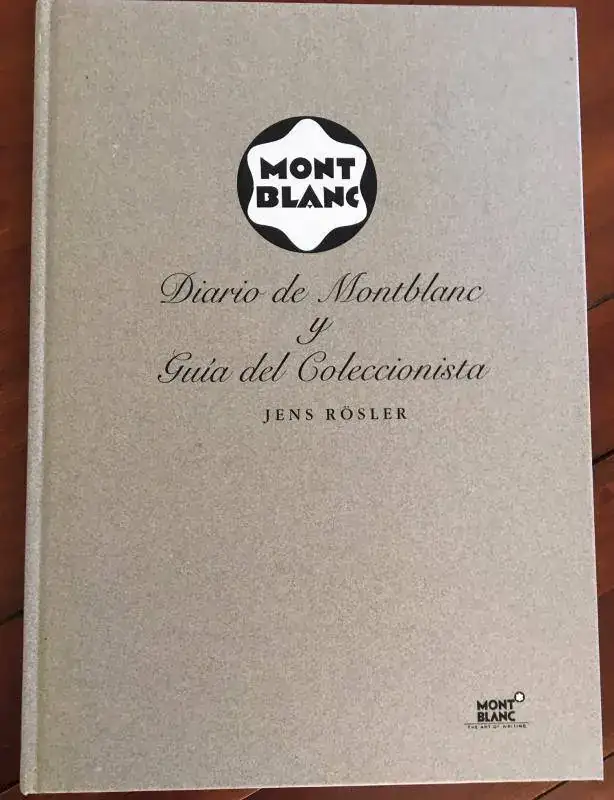 MONT
BLANC
Diario de Montblanc
y
Guía del Coleccionista
JENS RÖSLER
MONT
BLANC
THE ART OF WRITING